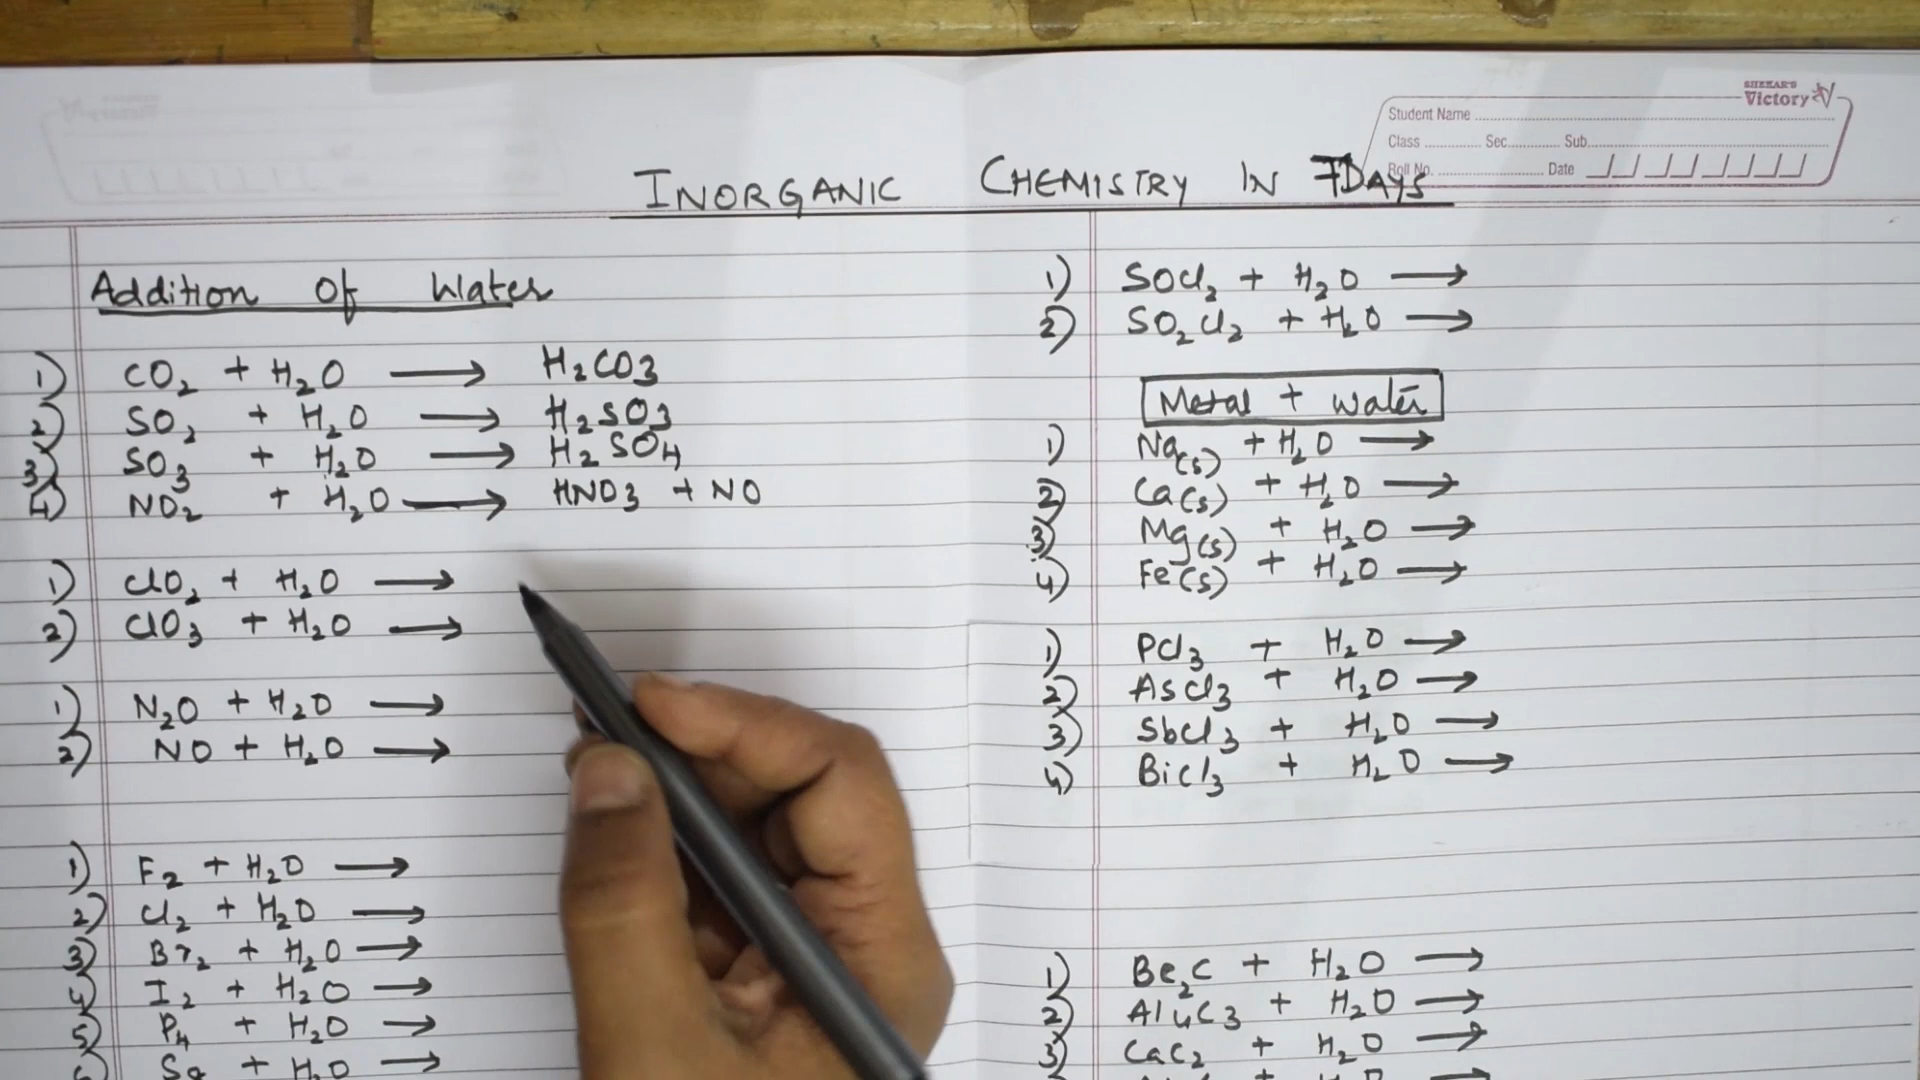 SHEKAR'S
Victory
Student Name
Class Sec. Sub.
Roll No. Date
INORGANIC CHEMISTRY IN 7DAYS
Addition Of Water
1) CO2 + H2O → H2CO3
2) SO2 + H2O → H2SO3
3) SO3 + H2O → H2SO4
4) NO2 + H2O → HNO3 + NO
1) ClO2 + H2O →
2) ClO3 + H2O →
1) N2O + H2O →
2) NO + H2O →
1) F2 + H2O →
2) Cl2 + H2O →
3) Br2 + H2O →
4) I2 + H2O →
5) P4 + H2O →
+ H2O →
1) SOCl2 + H2O →
2) SO2Cl2 + H2O →
Metal + Water
1) Na(s) + H2O →
2) Ca(s) + H2O →
3) Mg(s) + H2O →
4) Fe(s) + H2O →
1) PCl3 + H2O →
2) AsCl3 + H2O →
3) SbCl3 + H2O →
4) BiCl3 + H2O →
1) Be2C + H2O →
2) Al4C3 + H2O →
3) CaC2 + H2O →